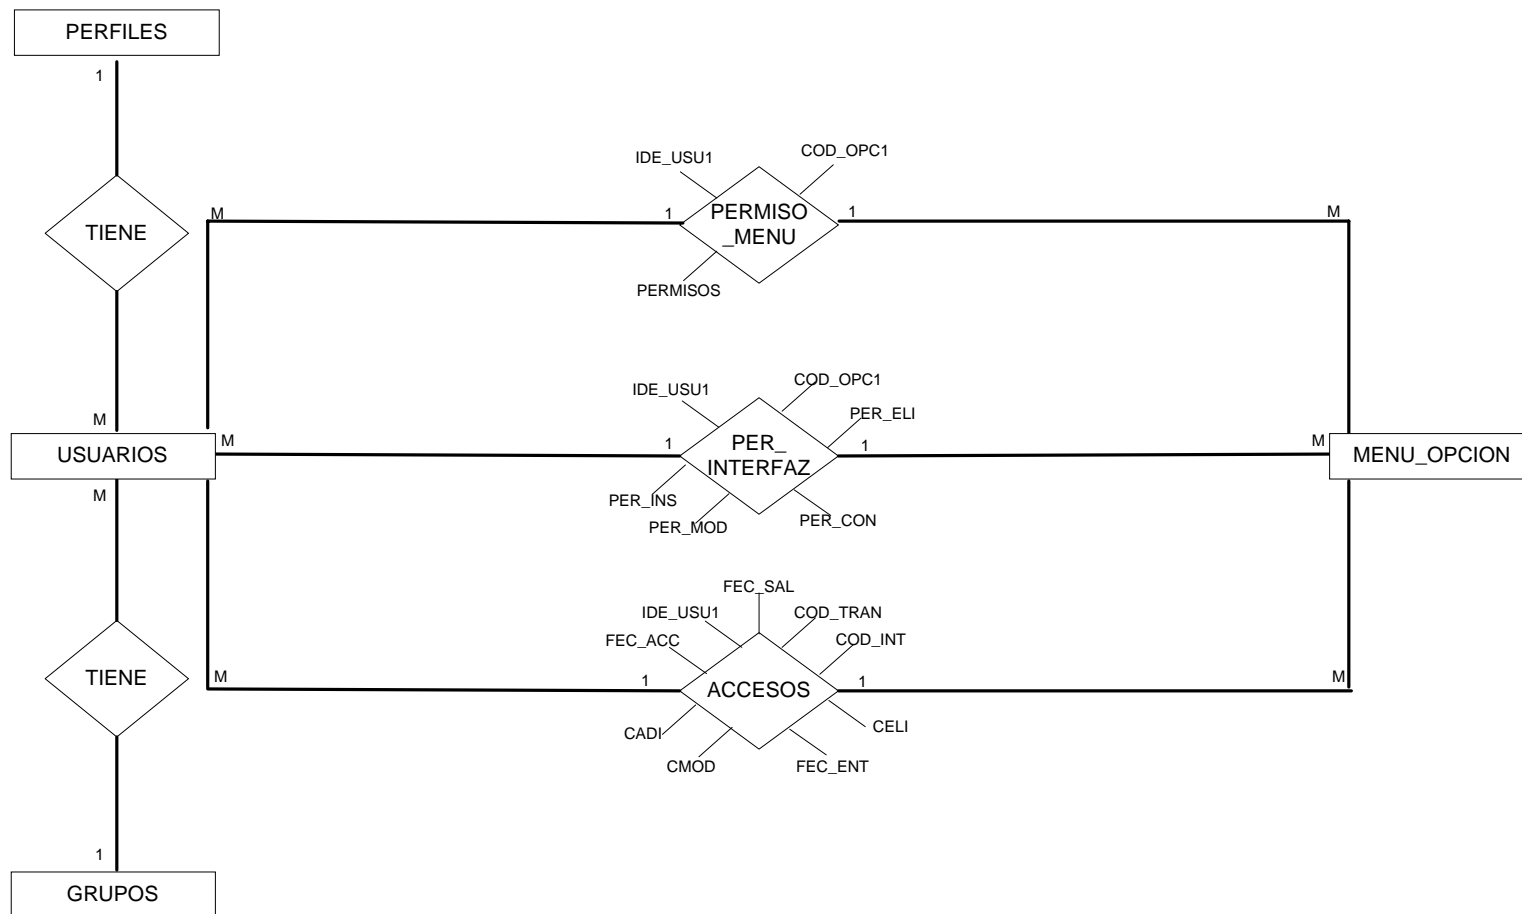 PERFILES
1
TIENE
M
USUARIOS
M
TIENE
1
GRUPOS
IDE_USU1
COD_OPC1
M
1
PERMISO
_MENU
1
M
PERMISOS
IDE_USU1
COD_OPC1
PER_ELI
M
1
PER_
INTERFAZ
1
M
MENU_OPCION
PER_INS
PER_MOD
PER_CON
FEC_SAL
IDE_USU1
COD_TRAN
FEC_ACC
COD_INT
M
1
ACCESOS
1
M
CADI
CELI
CMOD
FEC_ENT